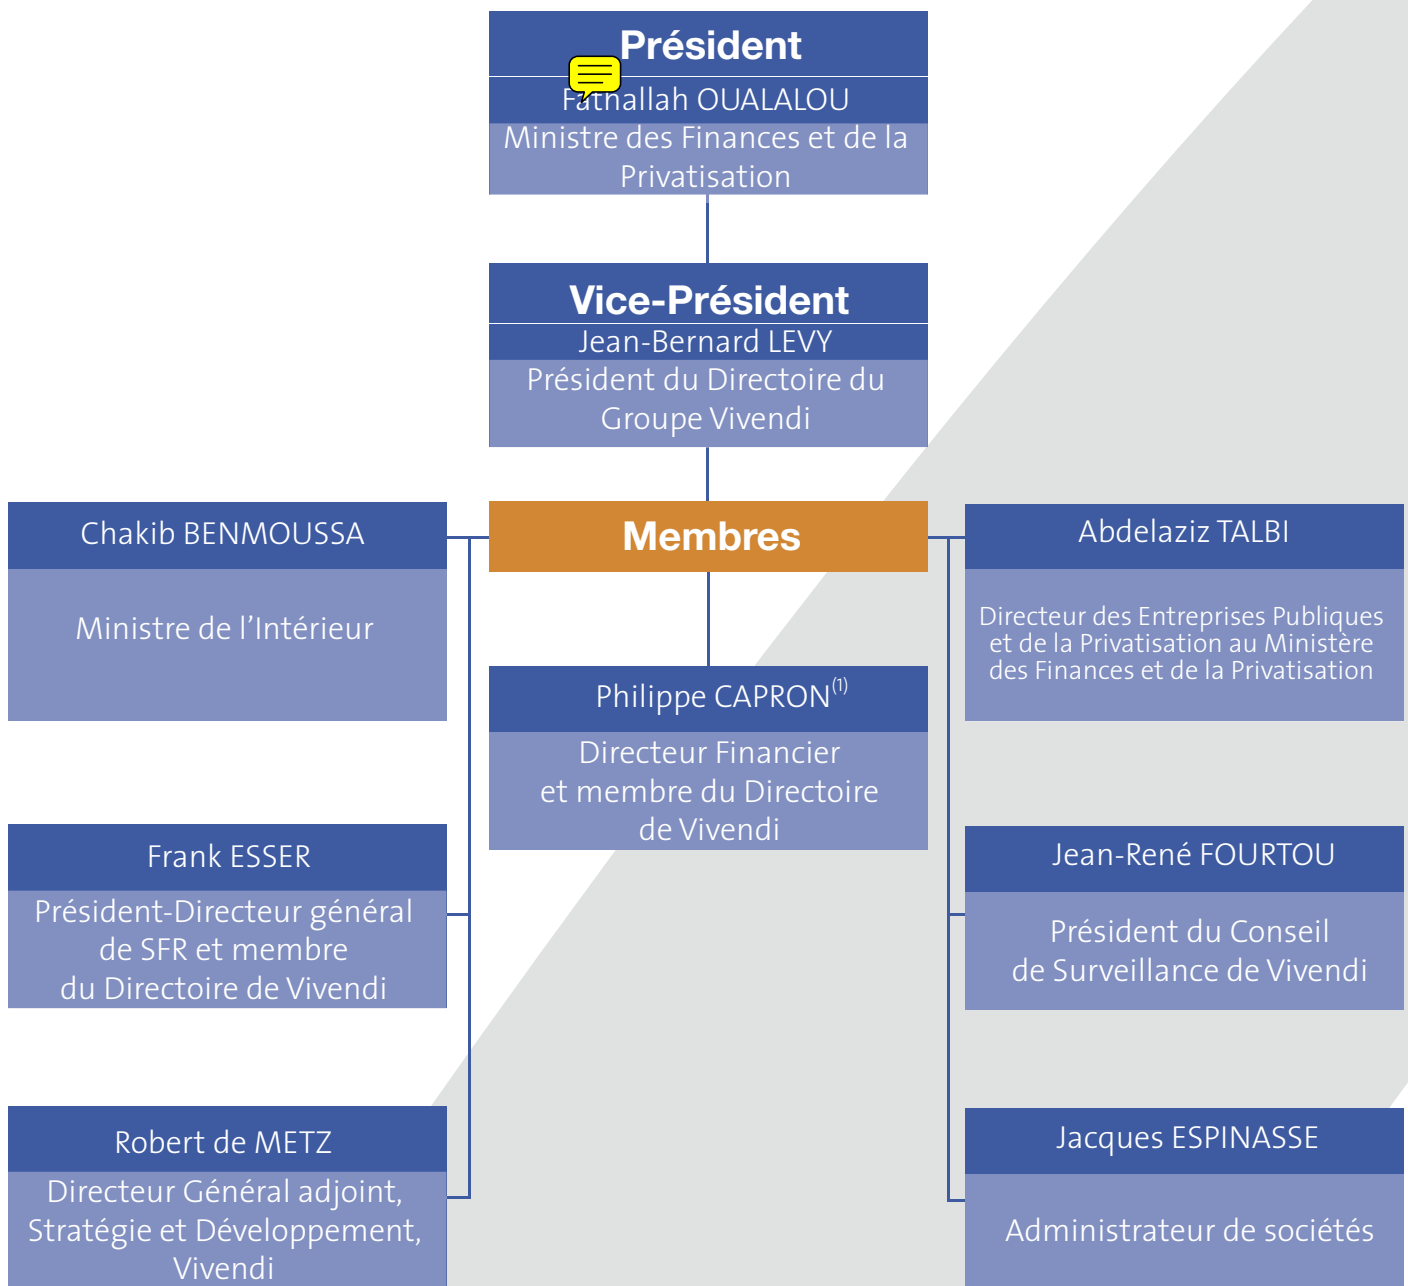 Président
Fathallah OUALALOU
Ministre des Finances et de la
Privatisation
Vice-Président
Jean-Bernard LEVY
Président du Directoire du
Groupe Vivendi
Membres
Chakib BENMOUSSA
Ministre de l’Intérieur
Abdelaziz TALBI
Directeur des Entreprises Publiques
et de la Privatisation au Ministère
des Finances et de la Privatisation
Philippe CAPRON(1)
Directeur Financier
et membre du Directoire
de Vivendi
Frank ESSER
Président-Directeur général
de SFR et membre
du Directoire de Vivendi
Jean-René FOURTOU
Président du Conseil
de Surveillance de Vivendi
Robert de METZ
Directeur Général adjoint,
Stratégie et Développement,
Vivendi
Jacques ESPINASSE
Administrateur de sociétés